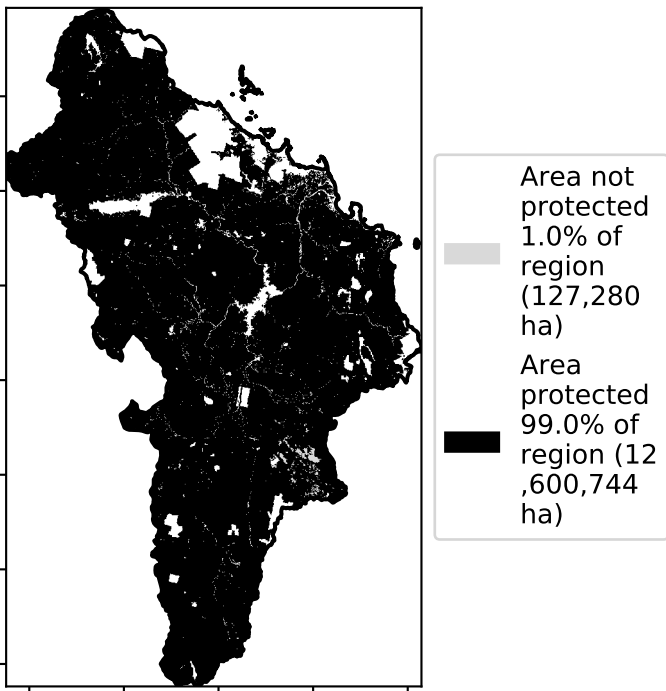 Area not
protected
1.0% of
region
(127,280
ha)
Area
protected
99.0% of
region (12
,600,744
ha)